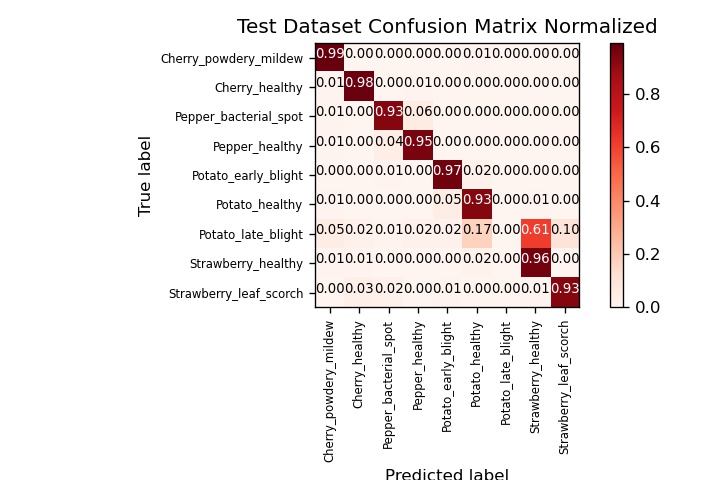 Test Dataset Confusion Matrix Normalized
Cherry_powdery_mildew 0.99 0.00 0.00 0.00 0.00 0.01 0.00 0.00 0.00
Cherry_healthy 0.01 0.98 0.00 0.01 0.00 0.00 0.00 0.00 0.00
Pepper_bacterial_spot 0.01 0.00 0.93 0.06 0.00 0.00 0.00 0.00 0.00
Pepper_healthy 0.01 0.00 0.04 0.95 0.00 0.00 0.00 0.00 0.00
Potato_early_blight 0.00 0.00 0.01 0.00 0.97 0.02 0.00 0.00 0.00
Potato_healthy 0.01 0.00 0.00 0.00 0.05 0.93 0.00 0.01 0.00
Potato_late_blight 0.05 0.02 0.01 0.02 0.02 0.17 0.00 0.61 0.10
Strawberry_healthy 0.01 0.01 0.00 0.00 0.00 0.02 0.00 0.96 0.00
Strawberry_leaf_scorch 0.00 0.03 0.02 0.00 0.01 0.00 0.00 0.01 0.93
True label
0.8
0.6
0.4
0.2
0.0
Cherry_powdery_mildew
Cherry_healthy
Pepper_bacterial_spot
Pepper_healthy
Potato_early_blight
Potato_healthy
Potato_late_blight
Strawberry_healthy
Strawberry_leaf_scorch
Predicted label